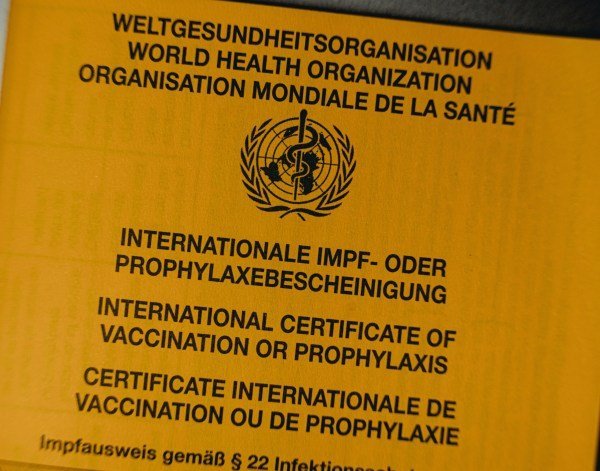 WELTGESUNDHEITSORGANISATION
WORLD HEALTH ORGANIZATION
ORGANISATION MONDIALE DE LA SANTÉ
INTERNATIONALE IMPF- ODER
PROPHYLAXEBESCHEINIGUNG
INTERNATIONAL CERTIFICATE OF
VACCINATION OR PROPHYLAXIS
CERTIFICATE INTERNATIONALE DE
VACCINATION OU DE PROPHYLAXIE
Impfausweis gemäß § 22